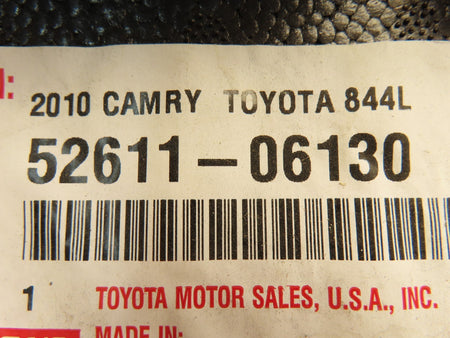 2010 CAMRY TOYOTA 844L
52611-06130
1 TOYOTA MOTOR SALES, U.S.A., INC.
MADE IN: